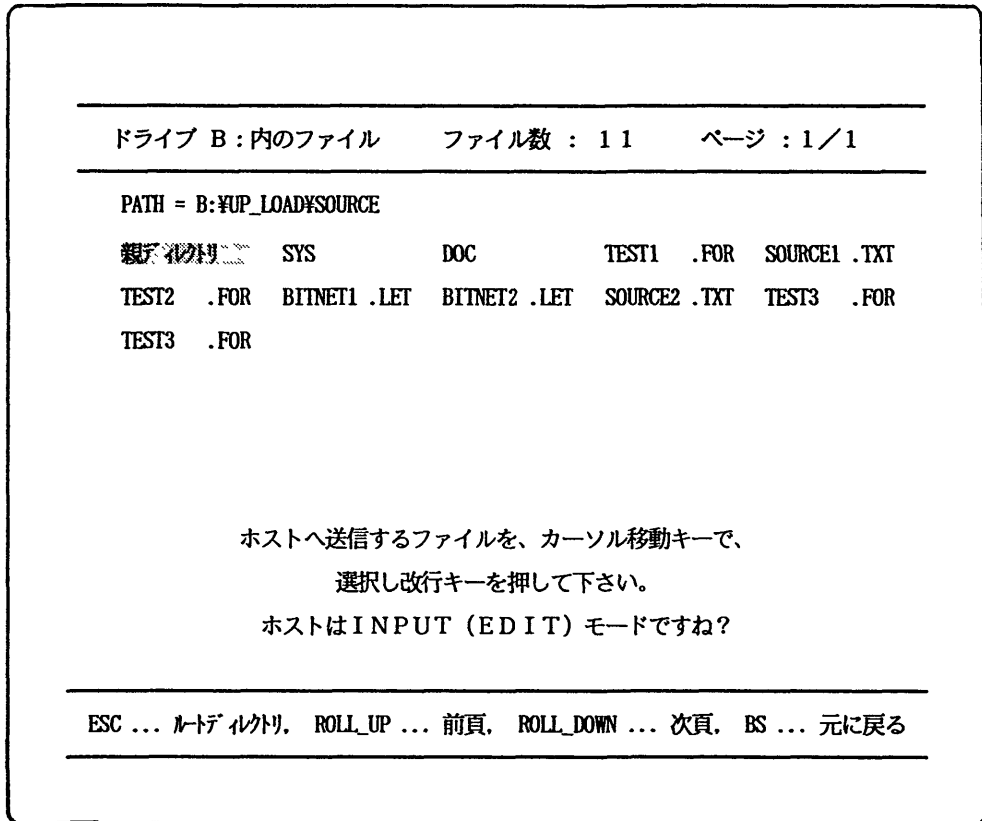 ドライブ B:内のファイル ファイル数 : 11 ページ :1/1
PATH = B:¥UP_LOAD¥SOURCE
親ディレクトリ SYS DOC TEST1 .FOR SOURCE1 .TXT
TEST2 .FOR BITNET1 .LET BITNET2 .LET SOURCE2 .TXT TEST3 .FOR
TEST3 .FOR
ホストへ送信するファイルを、カーソル移動キーで、
選択し改行キーを押して下さい。
ホストはINPUT(EDIT)モードですね?
ESC ... ルートディレクトリ, ROLL_UP ... 前頁, ROLL_DOWN ... 次頁, BS ... 元に戻る